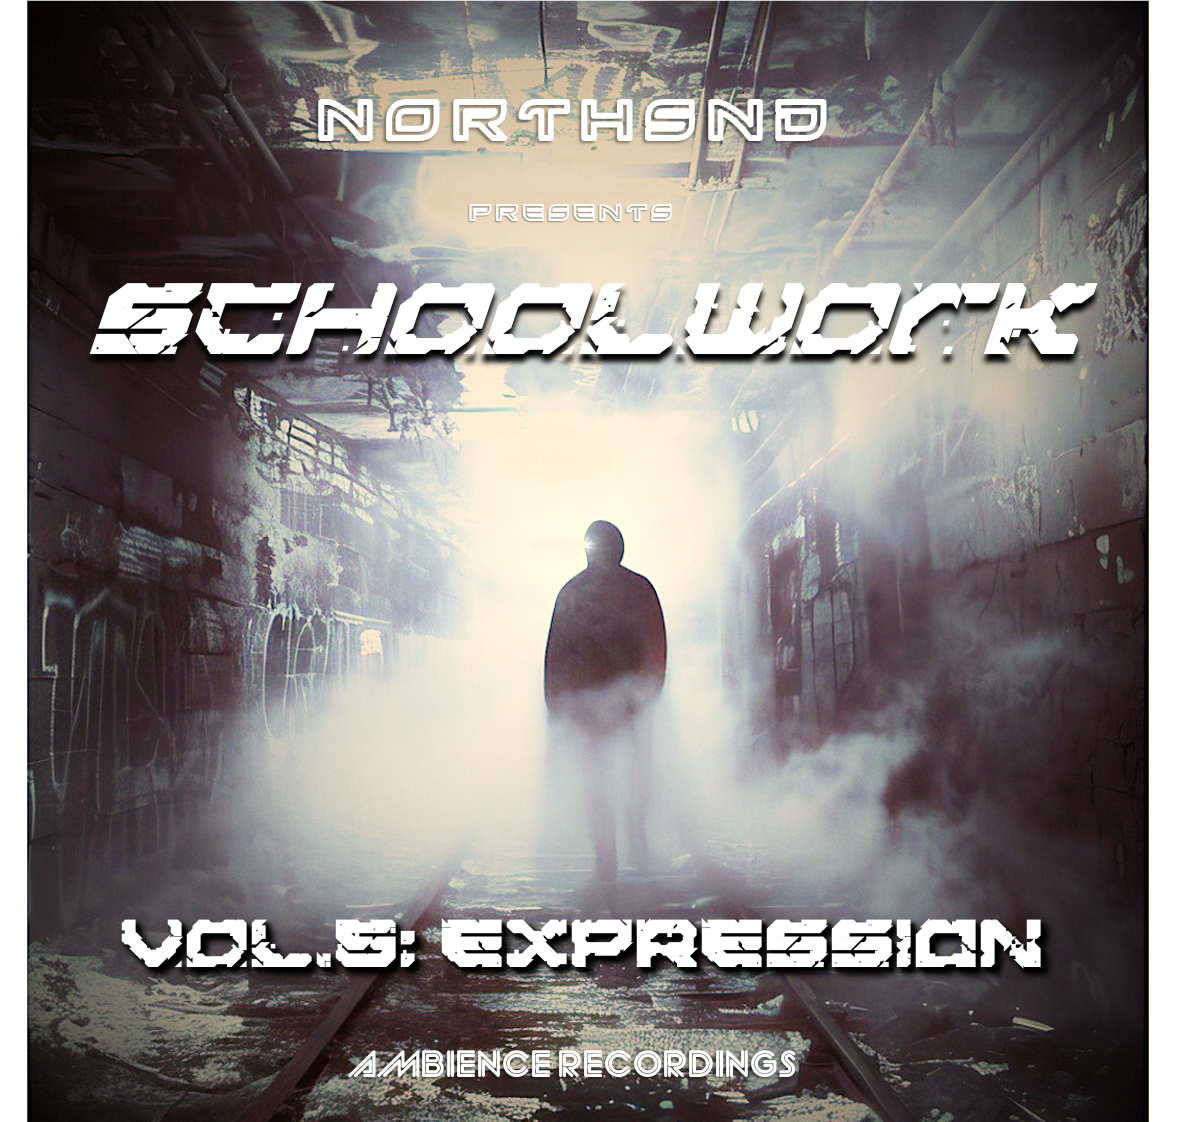 NORTHSND
PRESENTS
SCHOOLWORK
VOL.5: EXPRESSION
AMBIENCE RECORDINGS